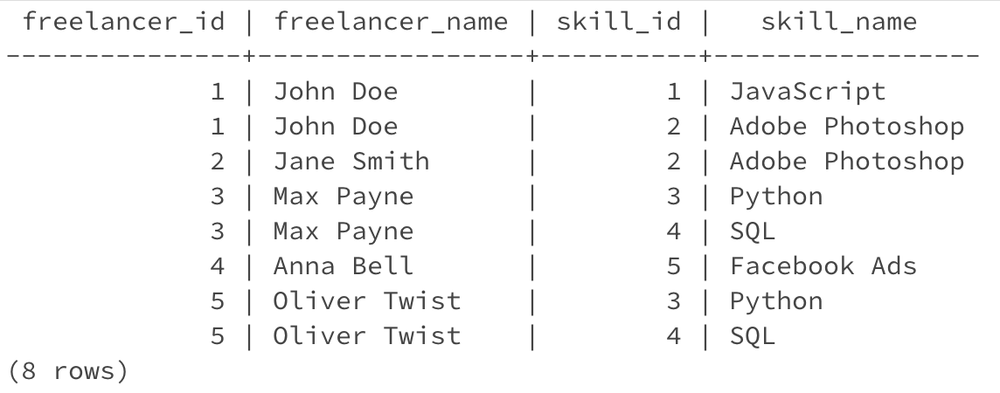 freelancer_id | freelancer_name | skill_id |   skill_name
---------------+-----------------+----------+-----------------
             1 | John Doe        |        1 | JavaScript
             1 | John Doe        |        2 | Adobe Photoshop
             2 | Jane Smith      |        2 | Adobe Photoshop
             3 | Max Payne       |        3 | Python
             3 | Max Payne       |        4 | SQL
             4 | Anna Bell       |        5 | Facebook Ads
             5 | Oliver Twist    |        3 | Python
             5 | Oliver Twist    |        4 | SQL
(8 rows)